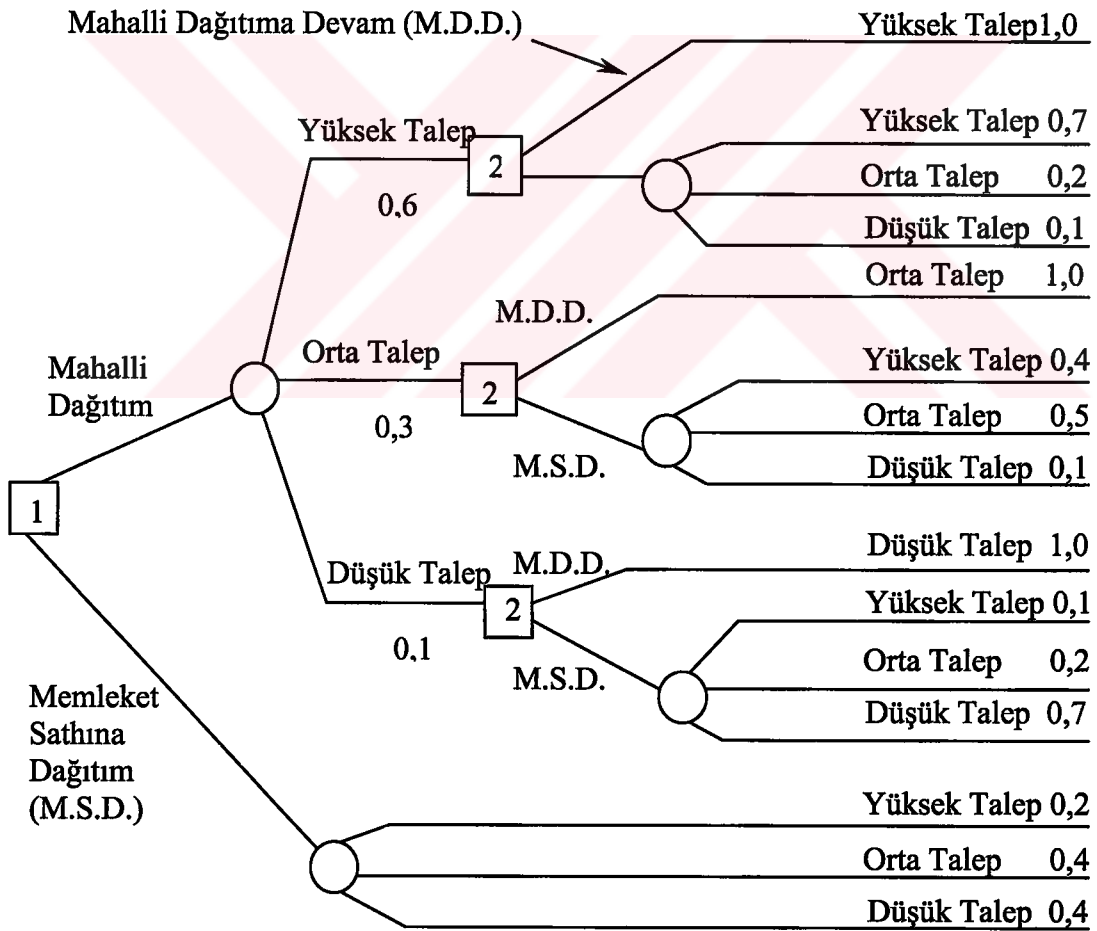 Mahalli Dağıtıma Devam (M.D.D.)
Yüksek Talep1,0
Yüksek Talep
2
0,6
Yüksek Talep 0,7
Orta Talep 0,2
Düşük Talep 0,1
Orta Talep 1,0
M.D.D.
Orta Talep
2
0,3
M.S.D.
Yüksek Talep 0,4
Orta Talep 0,5
Düşük Talep 0,1
Mahalli
Dağıtım
1
Düşük Talep
2
0,1
M.D.D.
M.S.D.
Düşük Talep 1,0
Yüksek Talep 0,1
Orta Talep 0,2
Düşük Talep 0,7
Memleket
Sathına
Dağıtım
(M.S.D.)
Yüksek Talep 0,2
Orta Talep 0,4
Düşük Talep 0,4